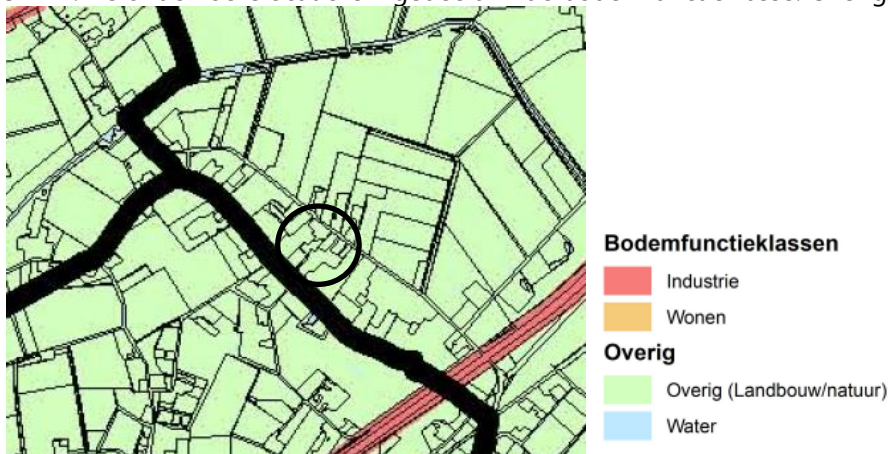 Bodemfunctieklassen
Industrie
Wonen
Overig
Overig (Landbouw/natuur)
Water